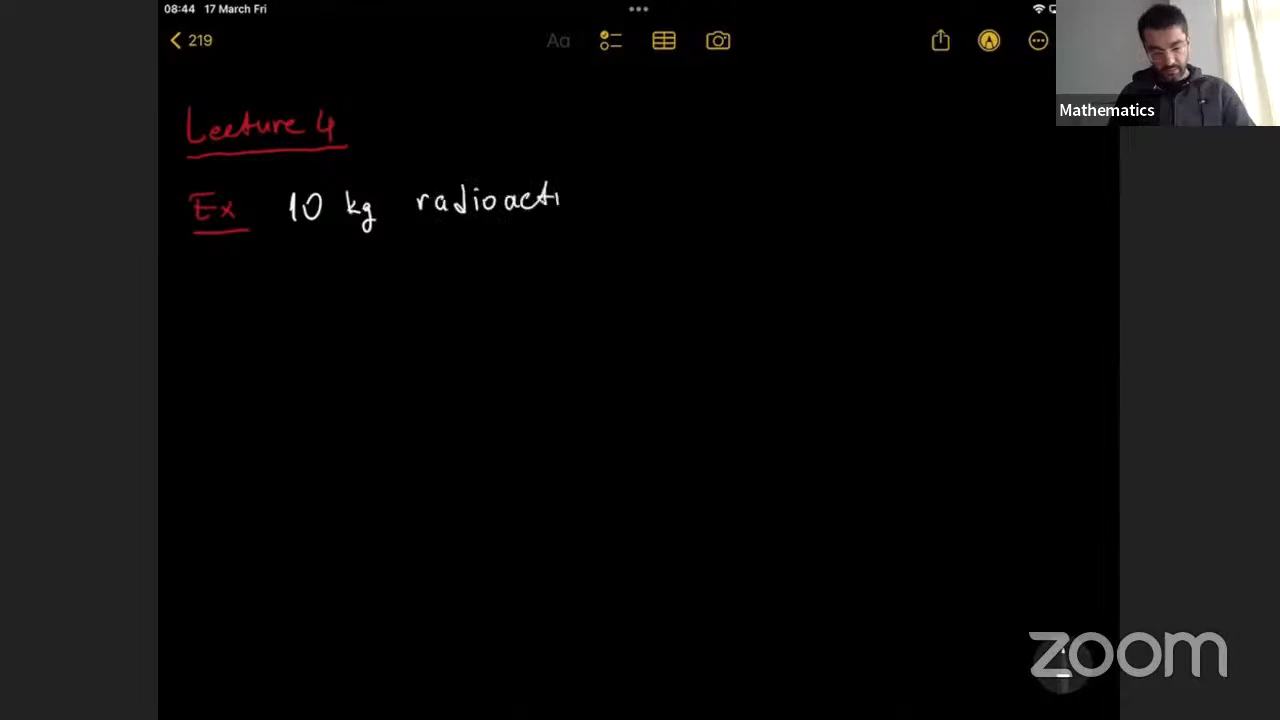 08:44 17 March Fri
219
Aa
Mathematics
Lecture 4
Ex 10 kg radioacti
zoom